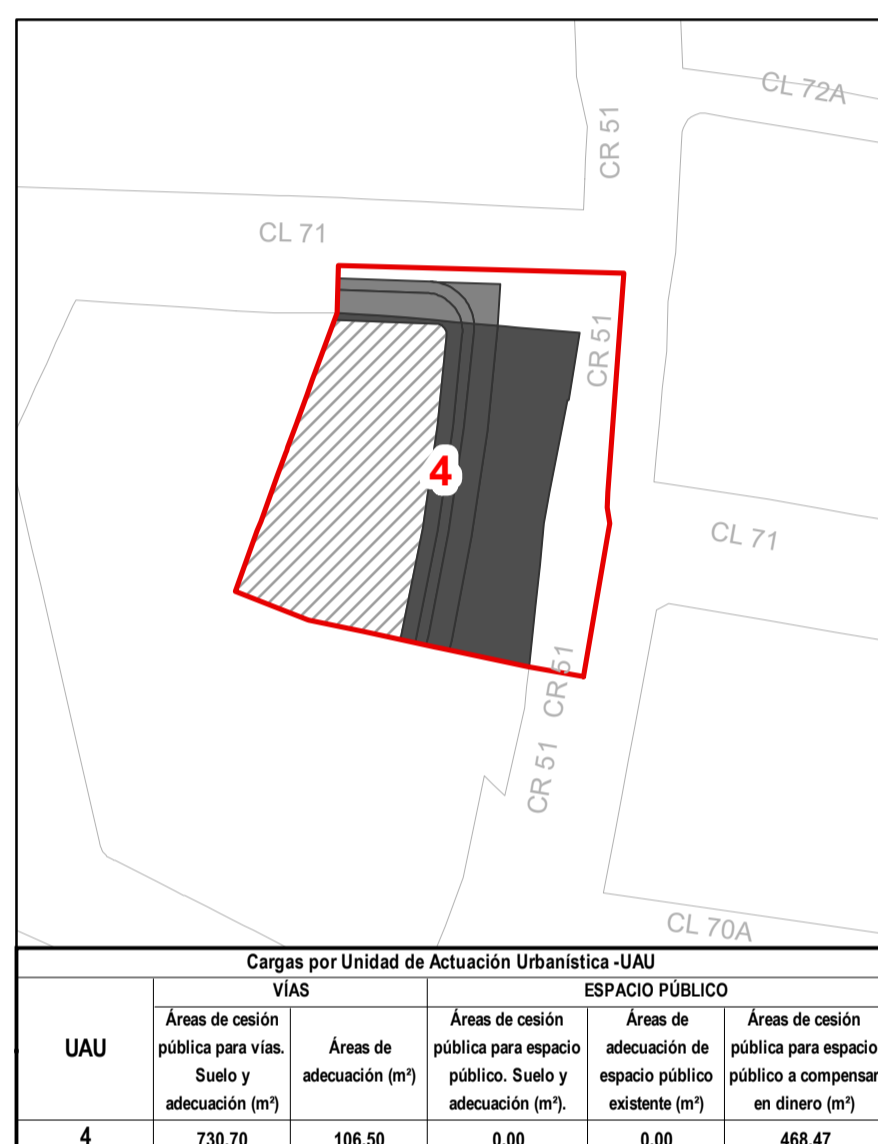 CL 72A
CR 51
CL 71
CR 51
4
CL 71
CR 51
CR 51
CL 70A
Cargas por Unidad de Actuación Urbanística -UAU
UAU
VÍAS
ESPACIO PÚBLICO
Áreas de cesión
pública para vías.
Suelo y
adecuación (m²)
Áreas de
adecuación (m²)
Áreas de cesión
pública para espacio
público. Suelo y
adecuación (m²).
Áreas de
adecuación de
espacio público
existente (m²)
Áreas de cesión
pública para espacio
público a compensar
en dinero (m²)
4 730.70 106.50 0.00 0.00 468.47